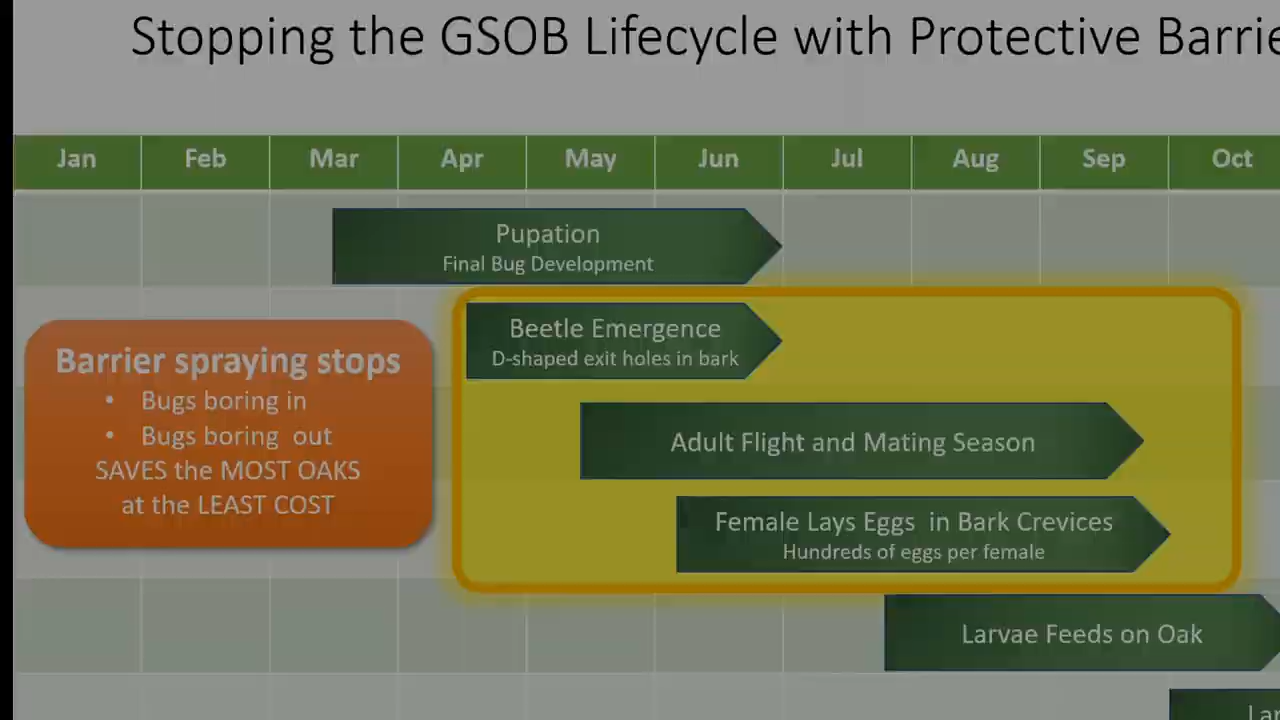 Stopping the GSOB Lifecycle with Protective Barrie
Jan Feb Mar Apr May Jun Jul Aug Sep Oct
Pupation
Final Bug Development
Beetle Emergence
D-shaped exit holes in bark
Barrier spraying stops
• Bugs boring in
• Bugs boring out
SAVES the MOST OAKS
at the LEAST COST
Adult Flight and Mating Season
Female Lays Eggs in Bark Crevices
Hundreds of eggs per female
Larvae Feeds on Oak